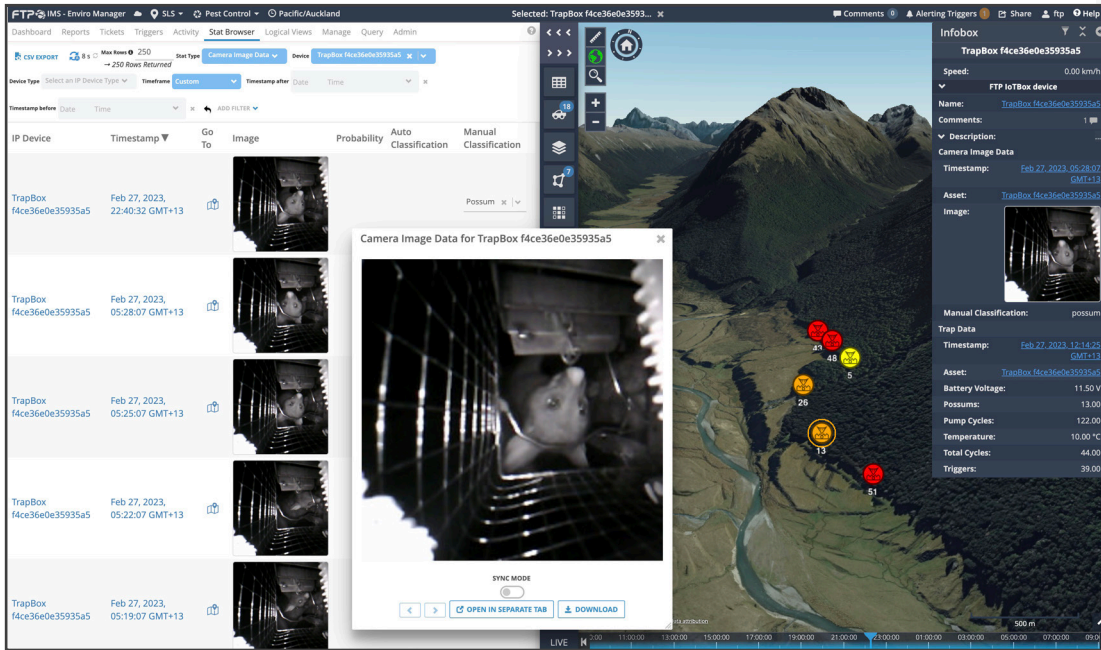 FTP IMS - Enviro Manager SLS Pest Control Pacific/Auckland Selected: TrapBox f4ce36e0e3593... × Comments 0 Alerting Triggers 1 Share ftp Help
Dashboard Reports Tickets Triggers Activity Stat Browser Logical Views Manage Query Admin
CSV EXPORT 8 s Max Rows 250 Stat Type Camera Image Data Device TrapBox f4ce36e0e35935a5 ×
→ 250 Rows Returned
Device Type Select an IP Device Type Timeframe Custom Timestamp after Date Time ×
Timestamp before Date Time × ADD FILTER
IP Device Timestamp ▼ Go To Image Probability Auto Classification Manual Classification
TrapBox f4ce36e0e35935a5 Feb 27, 2023, 22:40:32 GMT+13 Possum ×
TrapBox f4ce36e0e35935a5 Feb 27, 2023, 05:28:07 GMT+13
TrapBox f4ce36e0e35935a5 Feb 27, 2023, 05:25:07 GMT+13
TrapBox f4ce36e0e35935a5 Feb 27, 2023, 05:22:07 GMT+13
TrapBox f4ce36e0e35935a5 Feb 27, 2023, 05:19:07 GMT+13
Camera Image Data for TrapBox f4ce36e0e35935a5 ×
SYNC MODE
< > OPEN IN SEPARATE TAB DOWNLOAD
< < <
> > >
18
7
+
−
43
48
5
26
13
51
500 m
LIVE 11:00:00 13:00:00 15:00:00 17:00:00 19:00:00 21:00:00 23:00:00 01:00:00 03:00:00 05:00:00 07:00:00
Infobox
TrapBox f4ce36e0e35935a5
Speed: 0.00 km/h
FTP IoTBox device
Name: TrapBox f4ce36e0e35935a5
Comments: 1
Description: ...
Camera Image Data
Timestamp: Feb 27, 2023, 05:28:07 GMT+13
Asset: TrapBox f4ce36e0e35935a5
Image:
Manual Classification: possum
Trap Data
Timestamp: Feb 27, 2023, 12:14:25 GMT+13
Asset: TrapBox f4ce36e0e35935a5
Battery Voltage: 11.50 V
Possums: 13.00
Pump Cycles: 122.00
Temperature: 10.00 °C
Total Cycles: 44.00
Triggers: 39.00